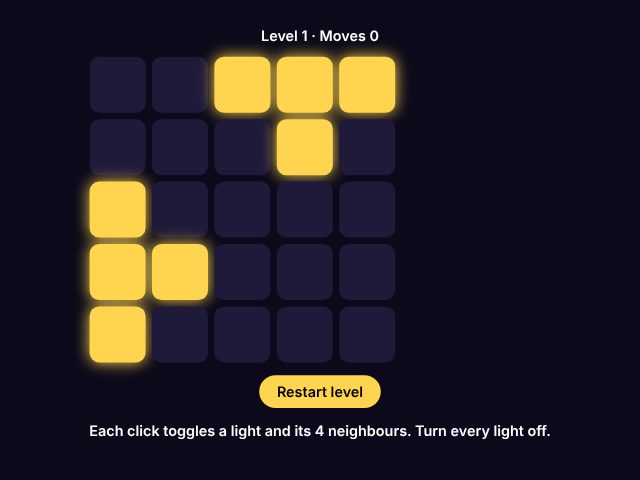 Level 1 · Moves 0
Restart level
Each click toggles a light and its 4 neighbours. Turn every light off.